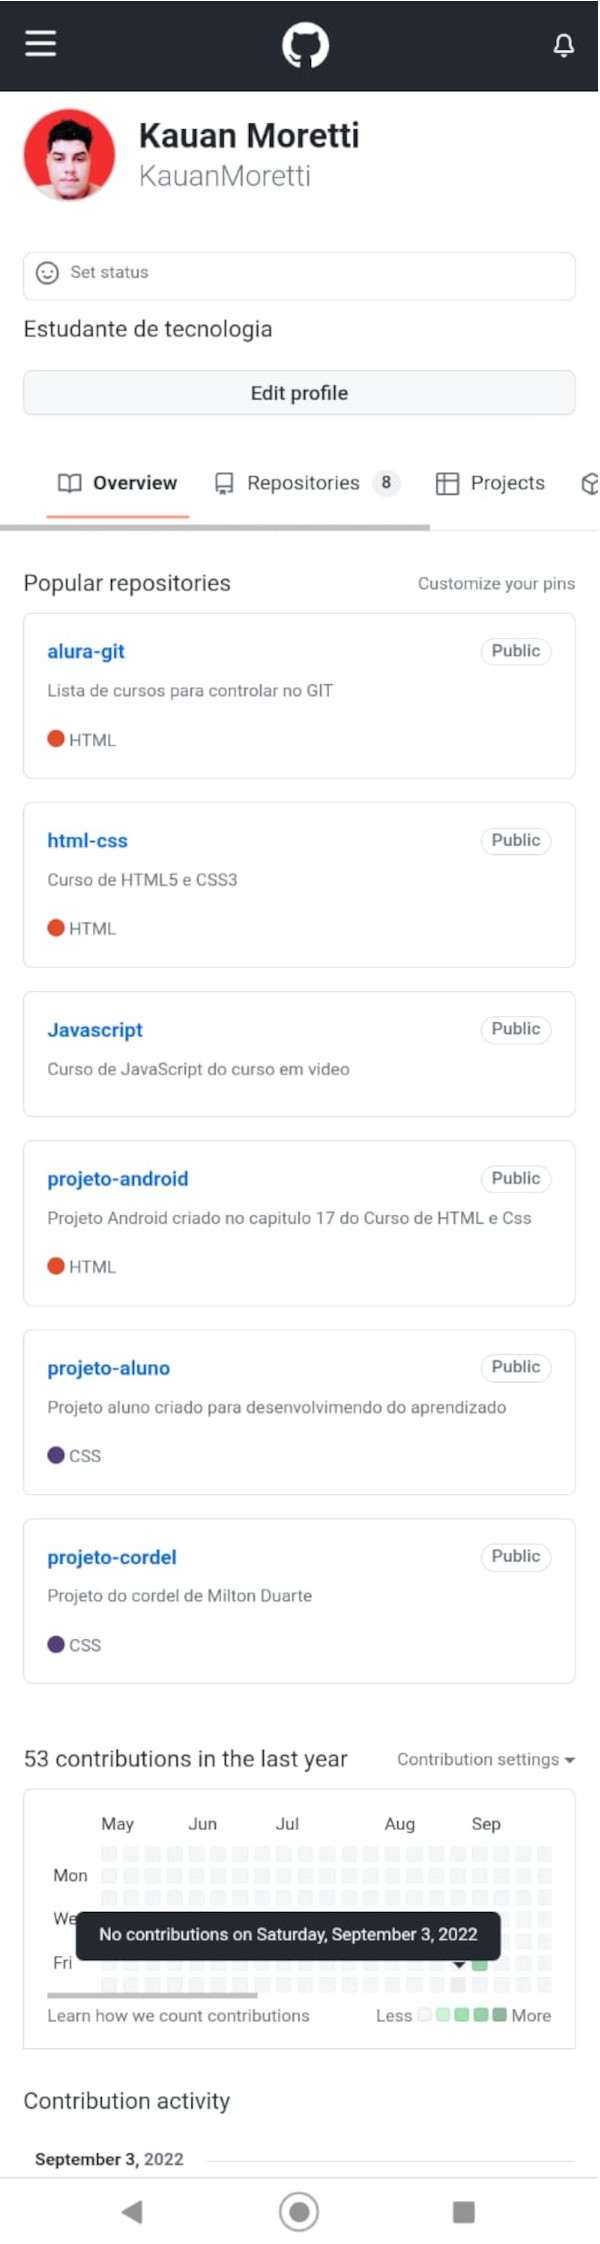 Kauan Moretti
KauanMoretti
Set status
Estudante de tecnologia
Edit profile
Overview Repositories 8 Projects
Popular repositories Customize your pins
alura-git Public
Lista de cursos para controlar no GIT
HTML
html-css Public
Curso de HTML5 e CSS3
HTML
Javascript Public
Curso de JavaScript do curso em video
projeto-android Public
Projeto Android criado no capitulo 17 do Curso de HTML e Css
HTML
projeto-aluno Public
Projeto aluno criado para desenvolvimendo do aprendizado
CSS
projeto-cordel Public
Projeto do cordel de Milton Duarte
CSS
53 contributions in the last year Contribution settings
May Jun Jul Aug Sep
Mon
We
No contributions on Saturday, September 3, 2022
Fri
Learn how we count contributions Less More
Contribution activity
September 3, 2022